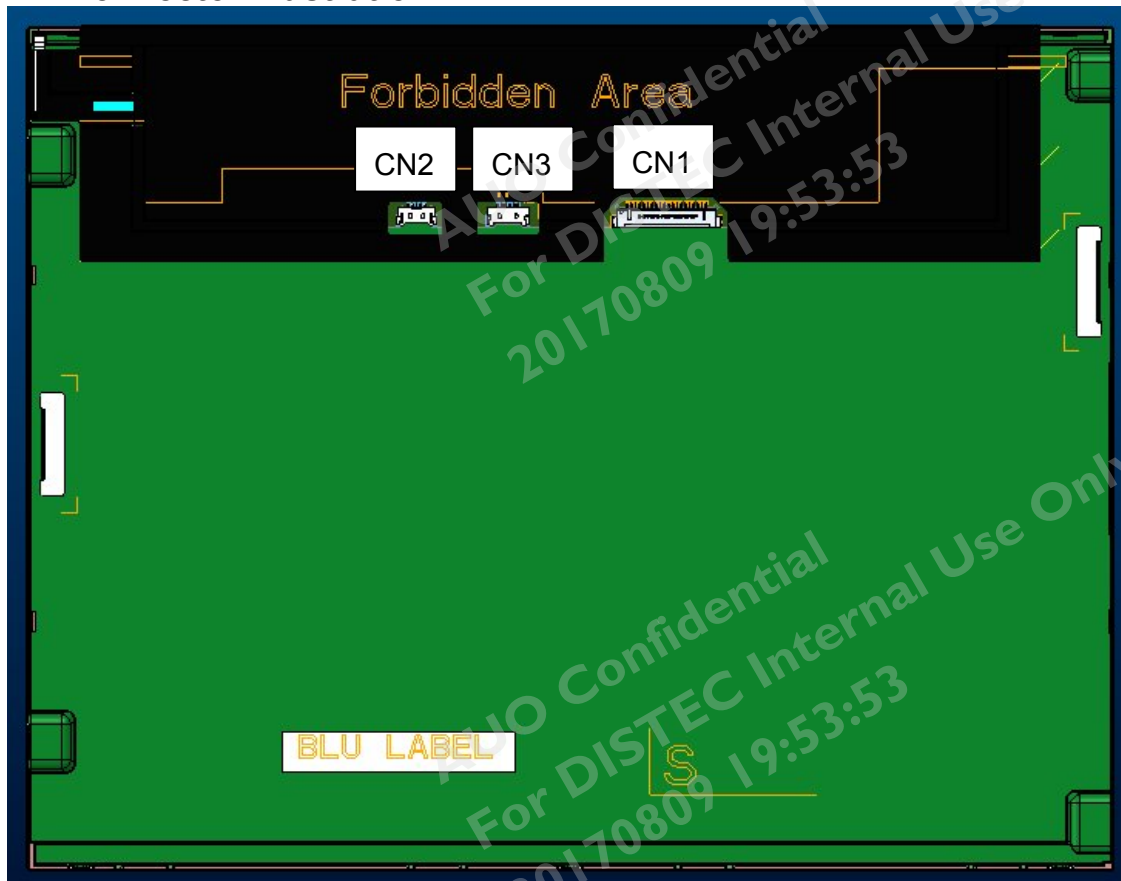 Forbidden Area
CN2 CN3 CN1
AUO Confidential
For DISTEC Internal Use
20170809 19:53:53
BLU LABEL
S
AUO Confidential
For DISTEC Internal Use Only
20170809 19:53:53